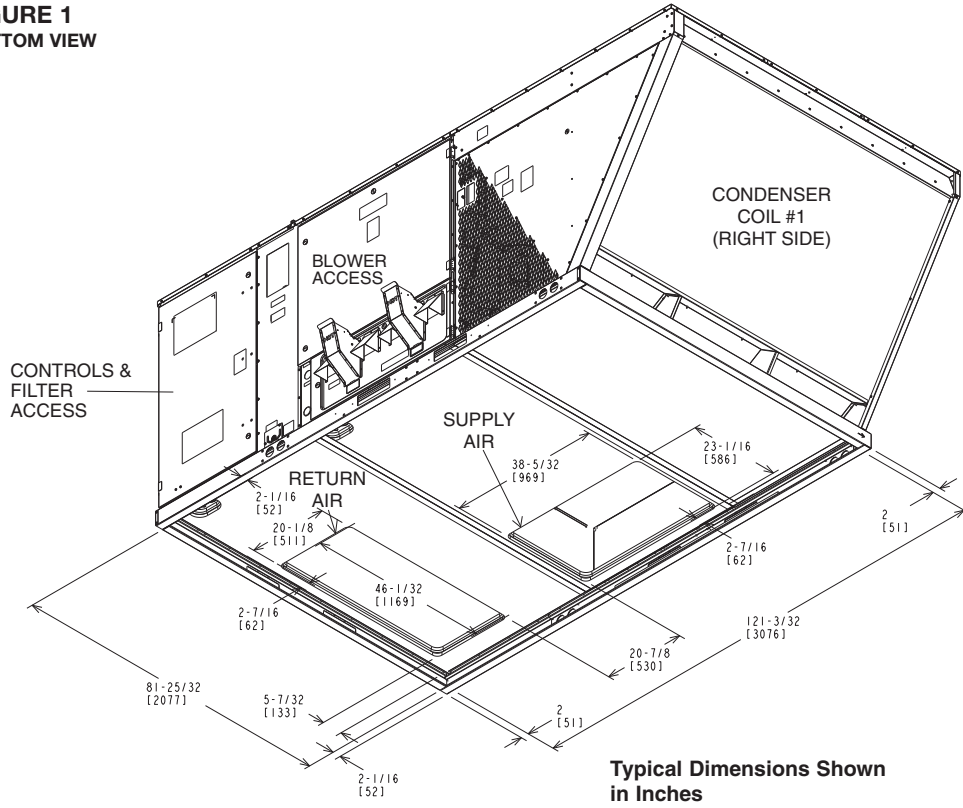 GURE 1
TTOM VIEW
CONDENSER
COIL #1
(RIGHT SIDE)
BLOWER
ACCESS
CONTROLS &
FILTER
ACCESS
SUPPLY
AIR
23-1/16
[586]
38-5/32
[969]
RETURN
AIR
2-1/16
[52]
20-1/8
[511]
2
[51]
2-7/16
[62]
46-1/32
[1169]
2-7/16
[62]
121-3/32
[3076]
20-7/8
[530]
81-25/32
[2077]
5-7/32
[133]
2
[51]
2-1/16
[52]
Typical Dimensions Shown
in Inches